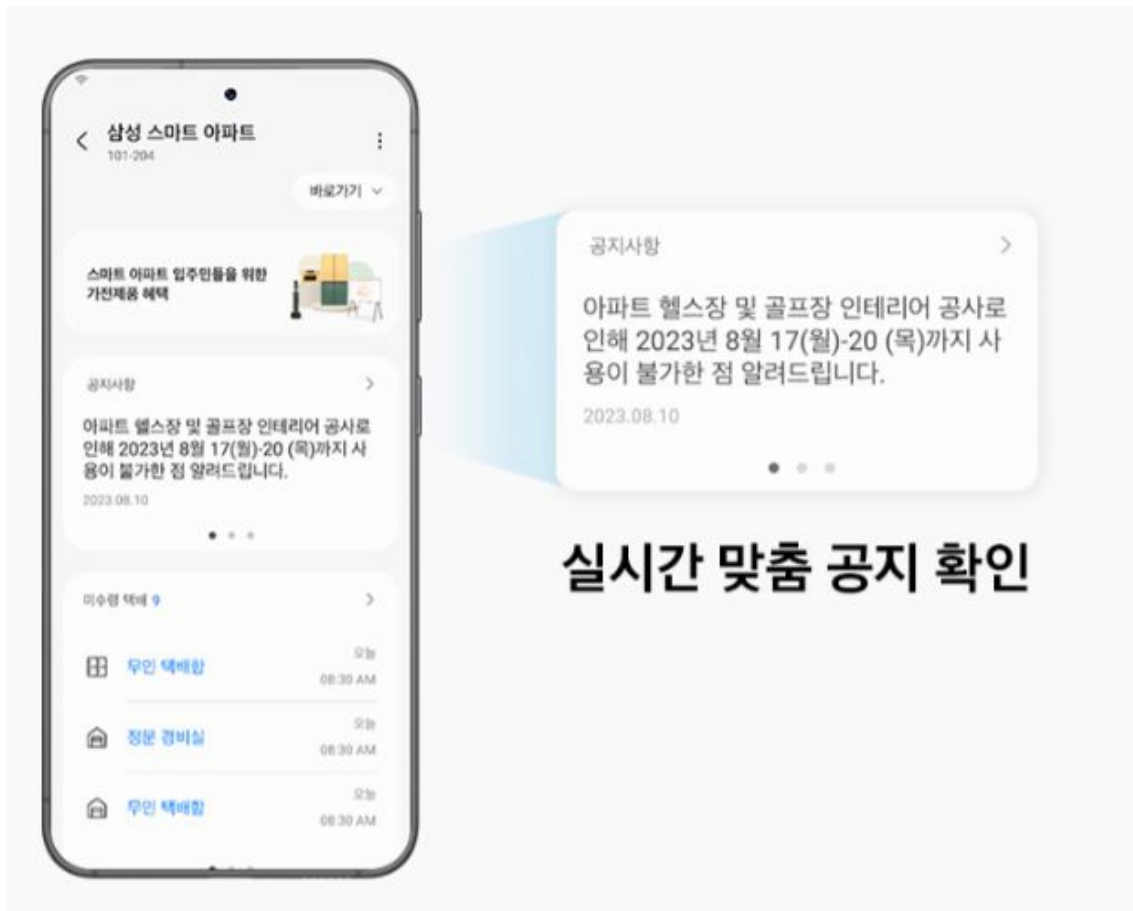 삼성 스마트 아파트
101-204
바로가기
스마트 아파트 입주민들을 위한
가전제품 혜택
공지사항
아파트 헬스장 및 골프장 인테리어 공사로
인해 2023년 8월 17(월)-20 (목)까지 사
용이 불가한 점 알려드립니다.
2023.08.10
미수령 택배 9
무인 택배함
오늘
08:30 AM
정문 경비실
오늘
08:30 AM
무인 택배함
오늘
08:30 AM
공지사항
아파트 헬스장 및 골프장 인테리어 공사로
인해 2023년 8월 17(월)-20 (목)까지 사
용이 불가한 점 알려드립니다.
2023.08.10
실시간 맞춤 공지 확인